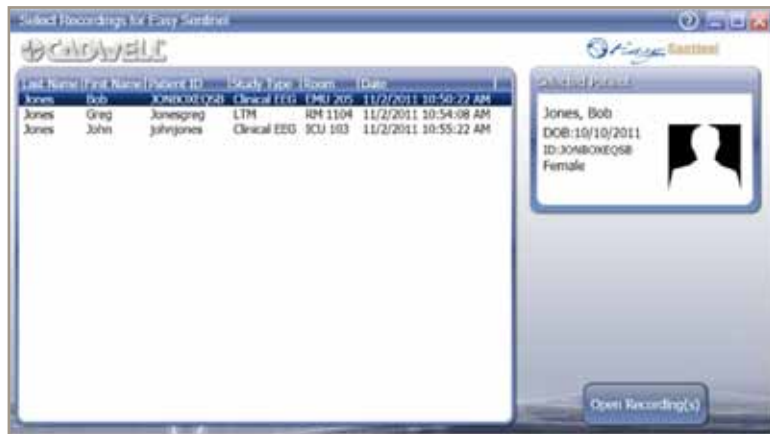 Select Recordings for Easy Sentinel
CADWELL
Easy Sentinel
Last Name First Name Patient ID Study Type Room Date
Selected Patient
Jones Bob JONBOXEQSB Clinical EEG EMU 205 11/2/2011 10:50:22 AM
Jones Greg Jonesgreg LTM RM 1104 11/2/2011 10:54:08 AM
Jones John johnjones Clinical EEG ICU 103 11/2/2011 10:55:22 AM
Jones, Bob
DOB:10/10/2011
ID:JONBOXEQSB
Female
Open Recording(s)